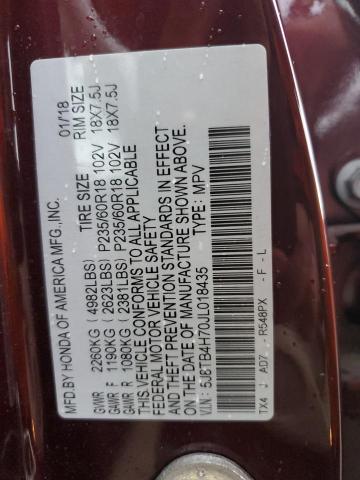 MFD.BY HONDA OF AMERICA MFG.,INC. 01/18
TIRE SIZE RIM SIZE
GVWR 2260KG (4982LBS)
GAWR F 1190KG (2623LBS) P235/60R18 102V 18X7.5J
GAWR R 1080KG (2381LBS) P235/60R18 102V 18X7.5J
THIS VEHICLE CONFORMS TO ALL APPLICABLE
FEDERAL MOTOR VEHICLE SAFETY
AND THEFT PREVENTION STANDARDS IN EFFECT
ON THE DATE OF MANUFACTURE SHOWN ABOVE.
V.I.N: 5J8TB4H70JL018435 TYPE: MPV
TX4 J AD7 - R548PX - F - L